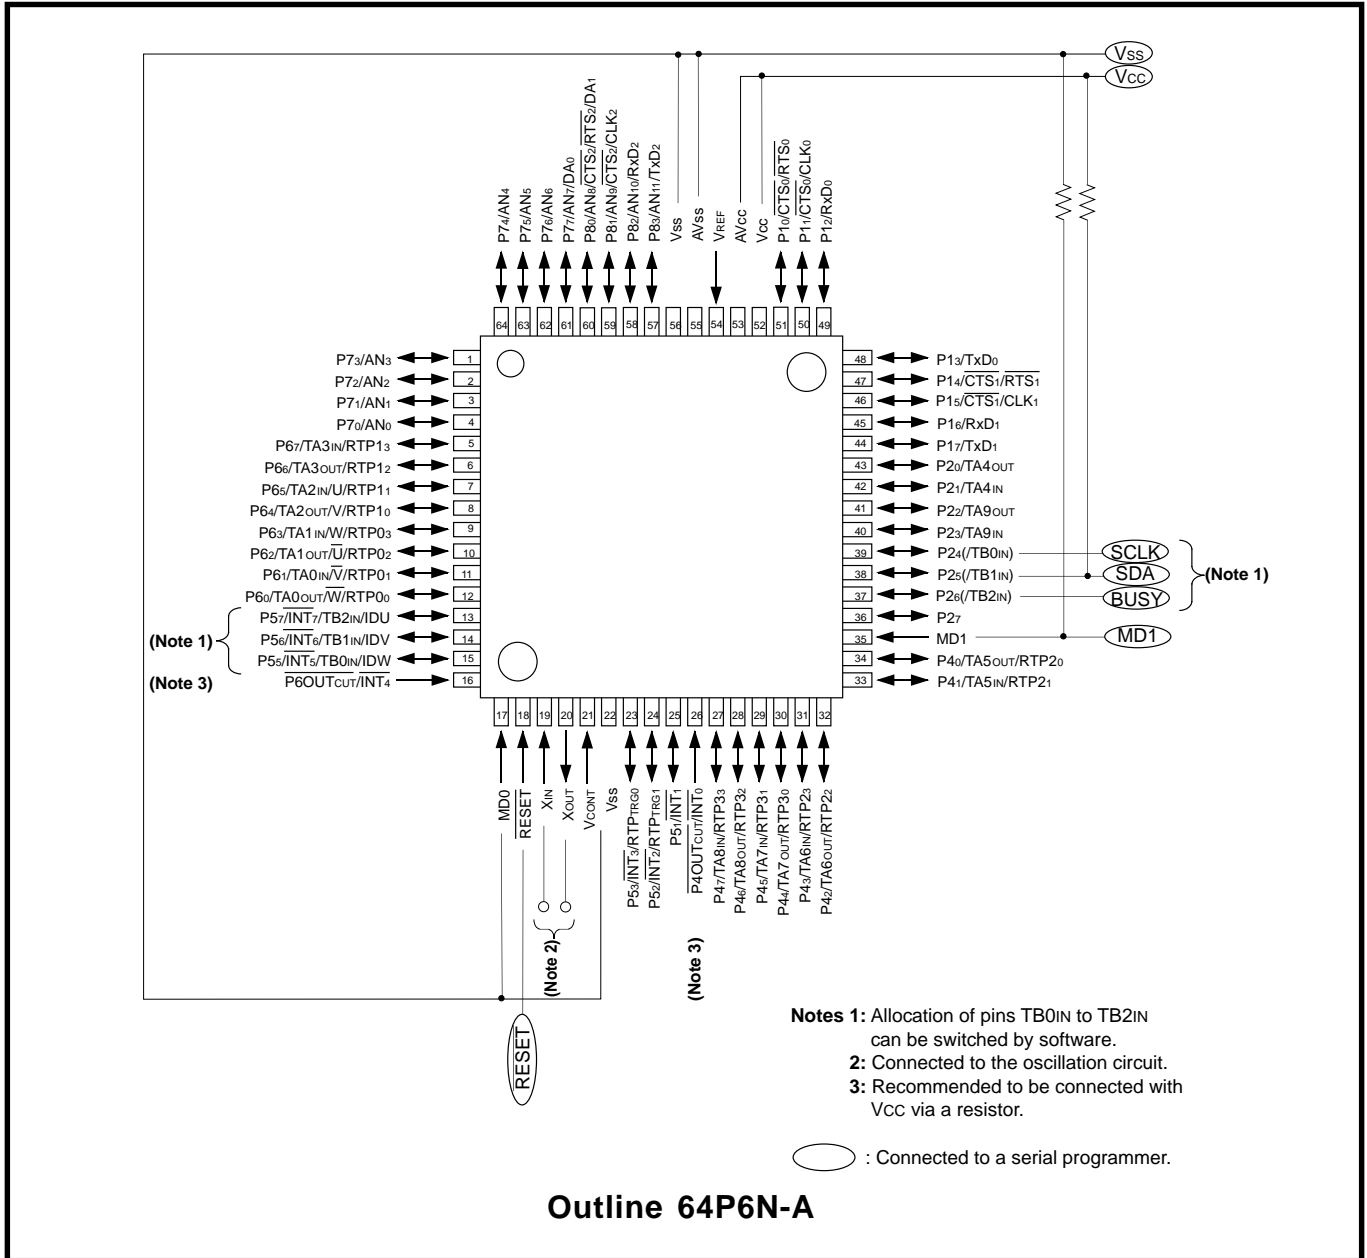 Vss
Vcc
P74/AN4
P75/AN5
P76/AN6
P77/AN7/DA0
P80/AN8/CTS2/RTS2/DA1
P81/AN9/CTS2/CLK2
P82/AN10/RxD2
P83/AN11/TxD2
Vss
AVss
VREF
AVcc
Vcc
P10/CTS0/RTS0
P11/CTS0/CLK0
P12/RxD0
64
63
62
61
60
59
58
57
56
55
54
53
52
51
50
49
P73/AN3
1
P72/AN2
2
P71/AN1
3
P70/AN0
4
P67/TA3IN/RTP13
5
P66/TA3OUT/RTP12
6
P65/TA2IN/U/RTP11
7
P64/TA2OUT/V/RTP10
8
P63/TA1IN/W/RTP03
9
P62/TA1OUT/U/RTP02
10
P61/TA0IN/V/RTP01
11
P60/TA0OUT/W/RTP00
12
P57/INT7/TB2IN/IDU
13
(Note 1)
P56/INT6/TB1IN/IDV
14
P55/INT5/TB0IN/IDW
15
(Note 3)
P6OUTCUT/INT4
16
48
P13/TxD0
47
P14/CTS1/RTS1
46
P15/CTS1/CLK1
45
P16/RxD1
44
P17/TxD1
43
P20/TA4OUT
42
P21/TA4IN
41
P22/TA9OUT
40
P23/TA9IN
39
P24(/TB0IN)
SCLK
38
P25(/TB1IN)
SDA
(Note 1)
37
P26(/TB2IN)
BUSY
36
P27
35
MD1
MD1
34
P40/TA5OUT/RTP20
33
P41/TA5IN/RTP21
17
18
19
20
21
22
23
24
25
26
27
28
29
30
31
32
MD0
RESET
XIN
XOUT
VCONT
Vss
P53/INT3/RTPTRG0
P52/INT2/RTPTRG1
P51/INT1
P4OUTCUT/INT0
P47/TA8IN/RTP33
P46/TA8OUT/RTP32
P45/TA7IN/RTP31
P44/TA7OUT/RTP30
P43/TA6IN/RTP23
P42/TA6OUT/RTP22
(Note 2)
(Note 3)
RESET
Notes 1: Allocation of pins TB0IN to TB2IN
can be switched by software.
2: Connected to the oscillation circuit.
3: Recommended to be connected with
Vcc via a resistor.
: Connected to a serial programmer.
Outline 64P6N-A